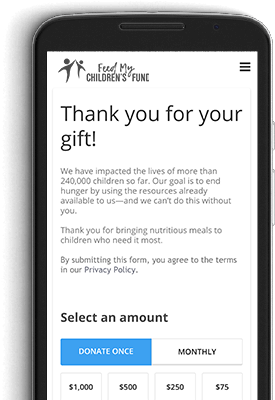 Feed My
CHILDREN'S FUNE
Thank you for your
gift!
We have impacted the lives of more than
240,000 children so far. Our goal is to end
hunger by using the resources already
available to us—and we can't do this without
you.
Thank you for bringing nutritious meals to
children who need it most.
By submitting this form, you agree to the terms
in our Privacy Policy.
Select an amount
DONATE ONCE MONTHLY
$1,000 $500 $250 $75